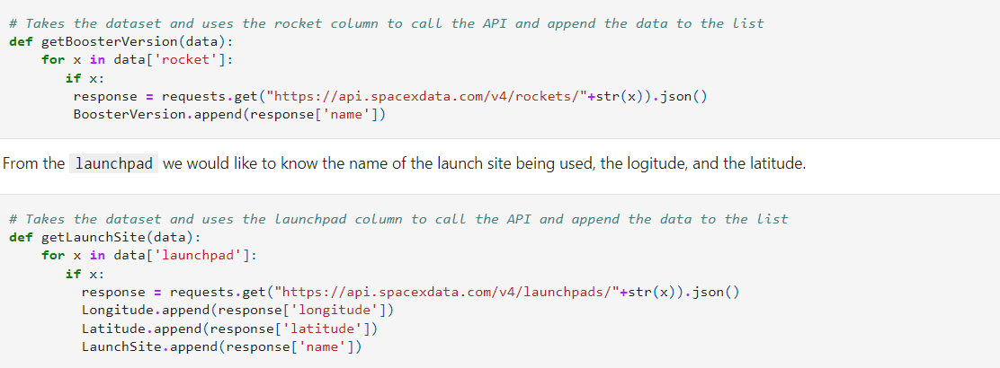 # Takes the dataset and uses the rocket column to call the API and append the data to the list
def getBoosterVersion(data):
    for x in data['rocket']:
       if x:
        response = requests.get("https://api.spacexdata.com/v4/rockets/"+str(x)).json()
        BoosterVersion.append(response['name'])
From the launchpad we would like to know the name of the launch site being used, the logitude, and the latitude.
# Takes the dataset and uses the launchpad column to call the API and append the data to the list
def getLaunchSite(data):
    for x in data['launchpad']:
       if x:
         response = requests.get("https://api.spacexdata.com/v4/launchpads/"+str(x)).json()
         Longitude.append(response['longitude'])
         Latitude.append(response['latitude'])
         LaunchSite.append(response['name'])